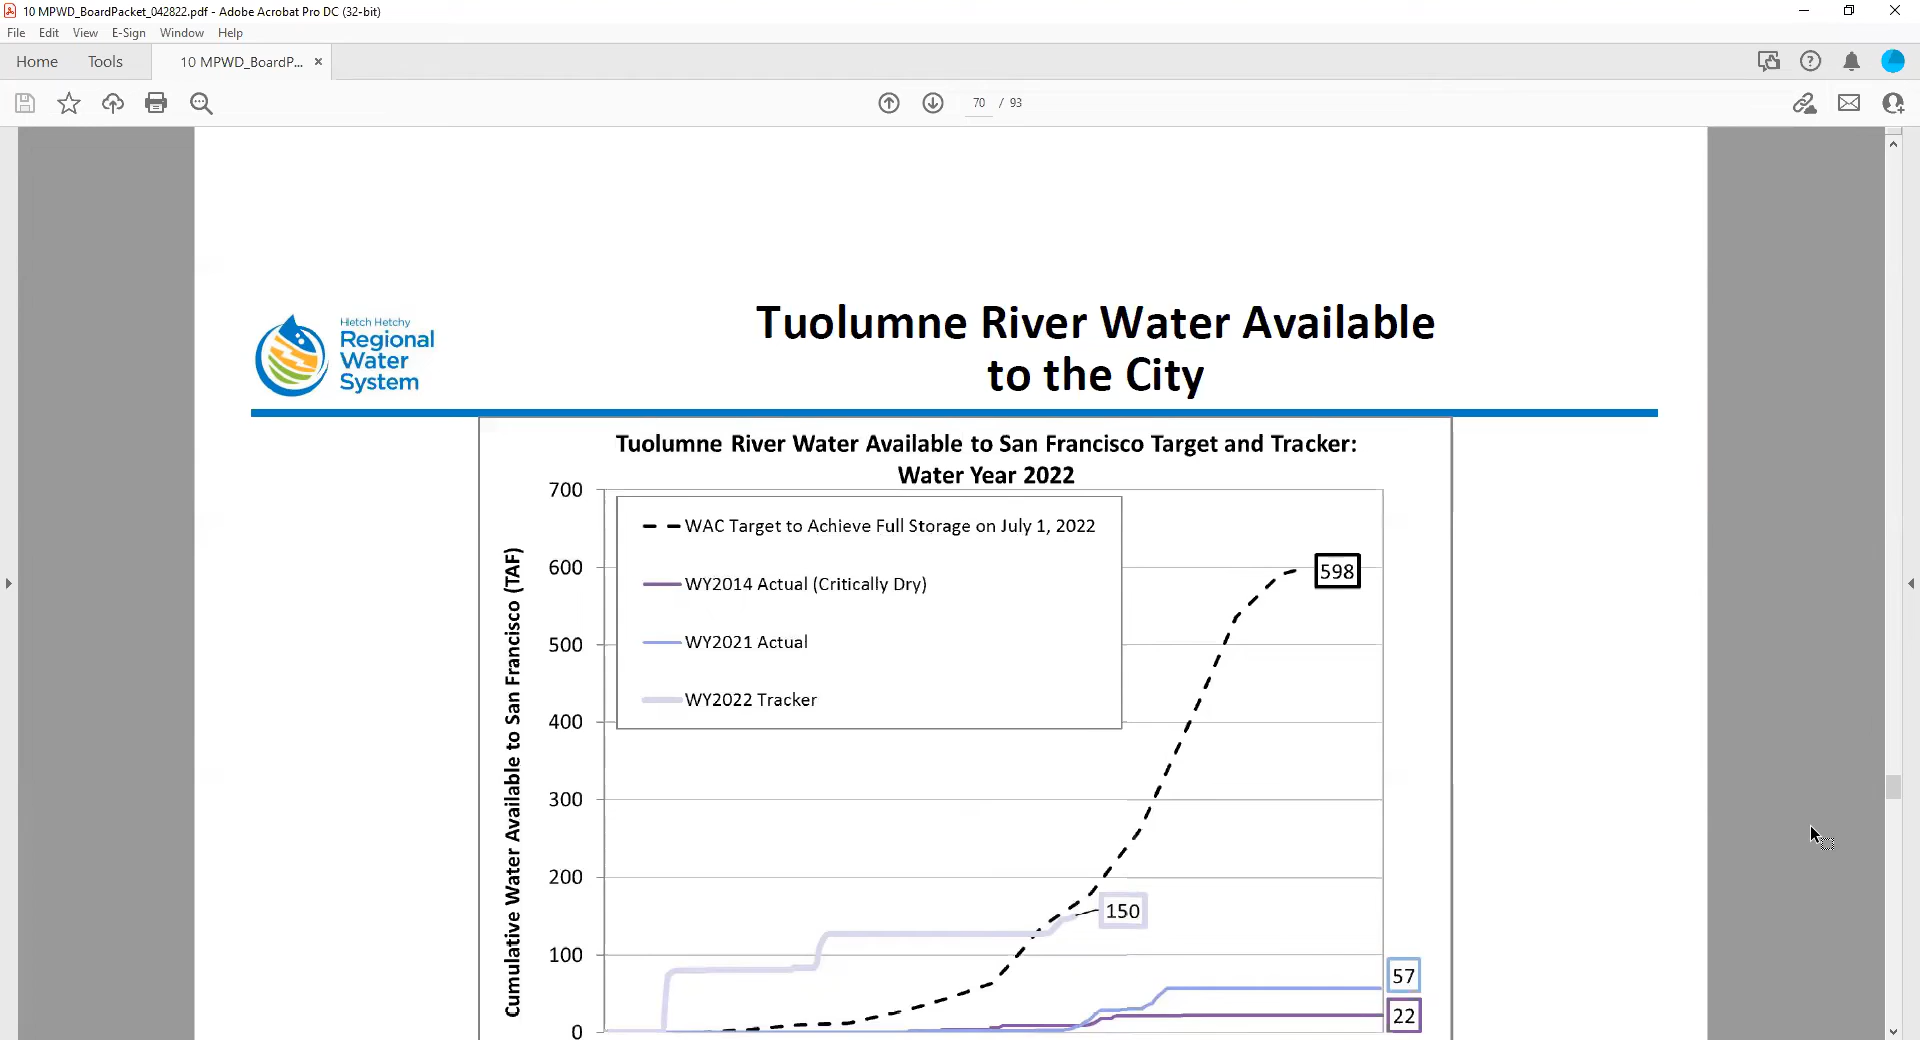 10 MPWD_BoardPacket_042822.pdf - Adobe Acrobat Pro DC (32-bit)
File Edit View E-Sign Window Help
Home Tools 10 MPWD_BoardP... ×
70 / 93
Hetch Hetchy
Regional
Water
System
Tuolumne River Water Available
to the City
Tuolumne River Water Available to San Francisco Target and Tracker:
Water Year 2022
Cumulative Water Available to San Francisco (TAF)
700
600
500
400
300
200
100
0
WAC Target to Achieve Full Storage on July 1, 2022
WY2014 Actual (Critically Dry)
WY2021 Actual
WY2022 Tracker
598
150
57
22